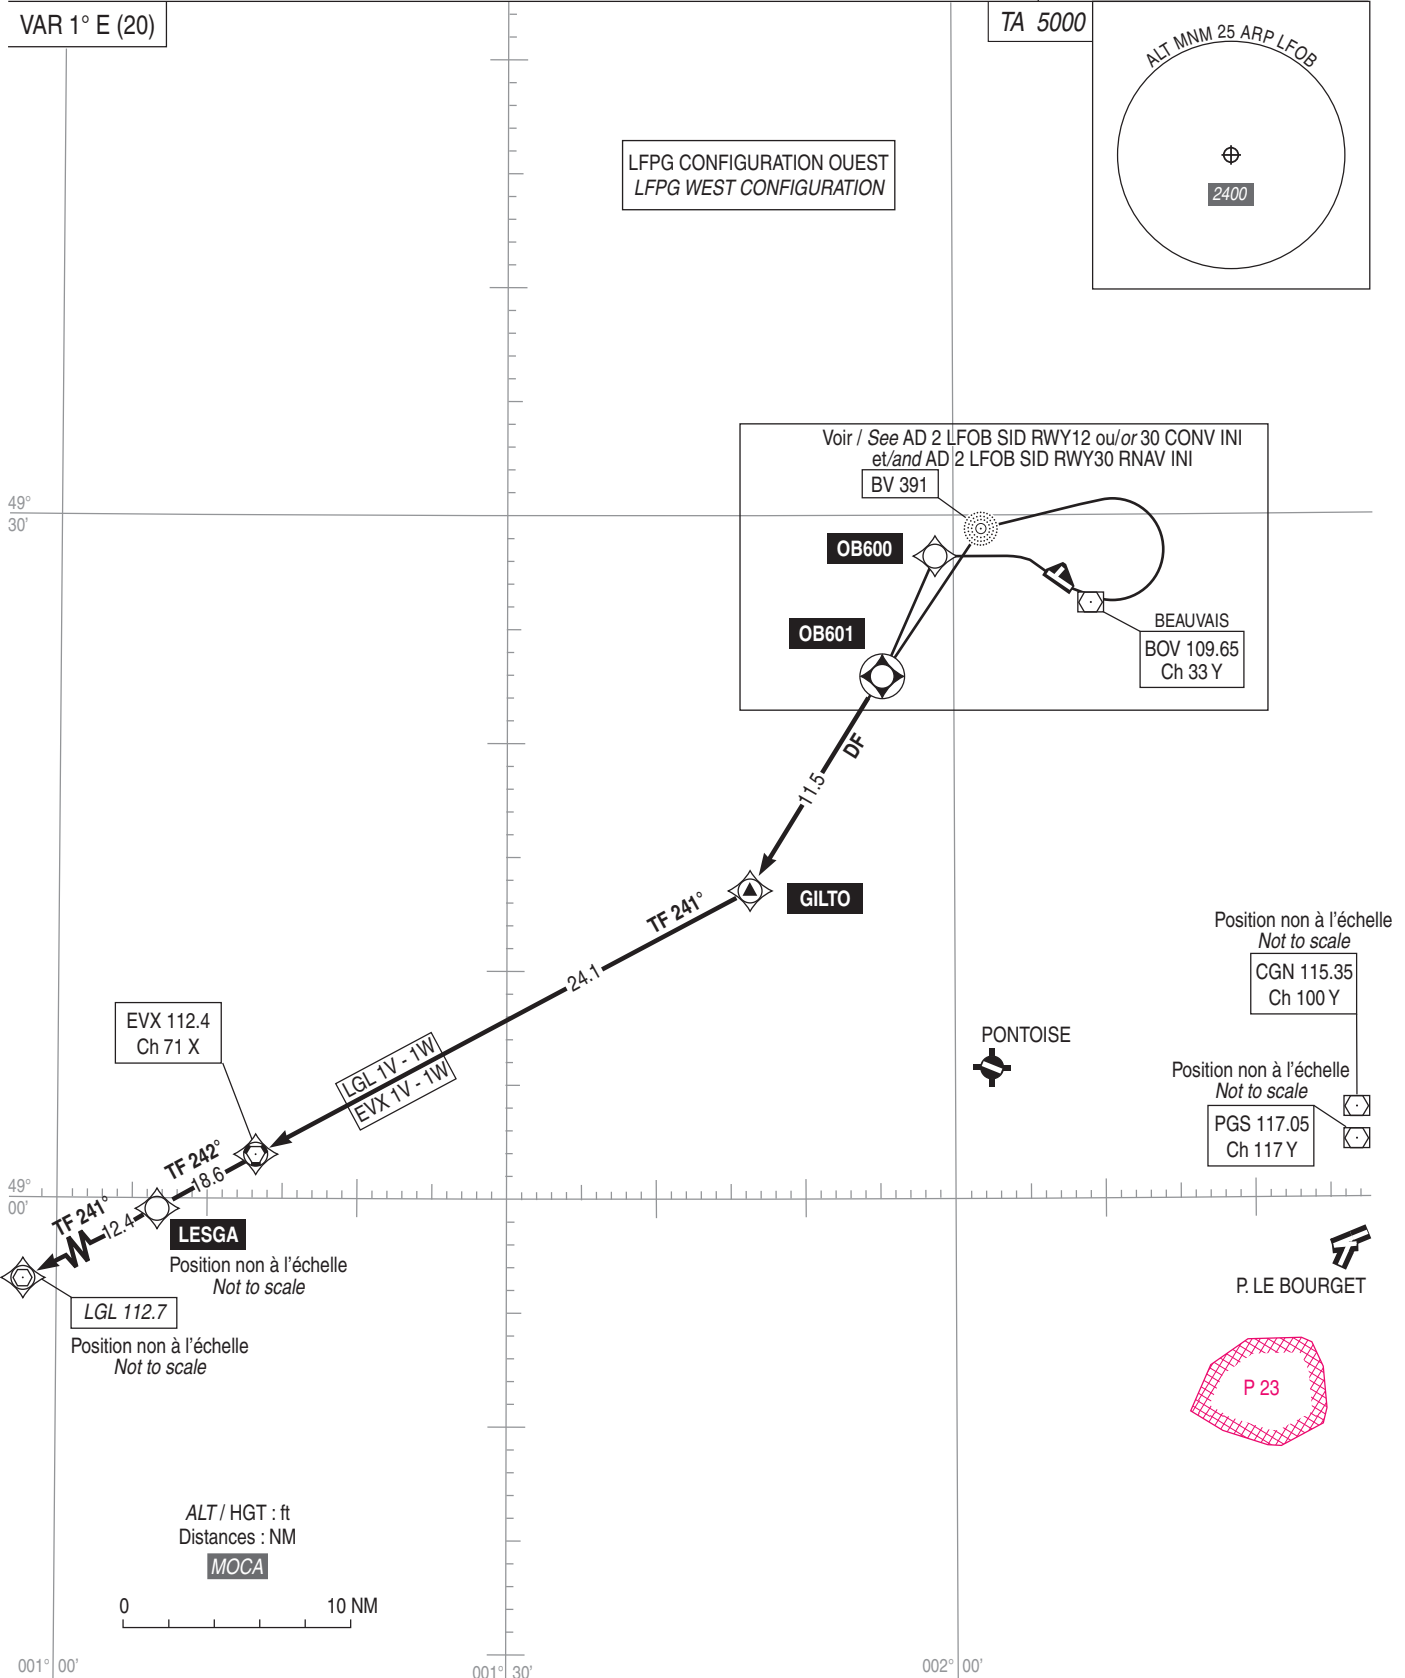 VAR 1° E (20)
TA 5000
ALT MNM 25 ARP LFOB
2400
LFPG CONFIGURATION OUEST
LFPG WEST CONFIGURATION
Voir / See AD 2 LFOB SID RWY12 ou/or 30 CONV INI
et/and AD 2 LFOB SID RWY30 RNAV INI
BV 391
49°
30'
OB600
OB601
BEAUVAIS
BOV 109.65
Ch 33 Y
DF
11.5
GILTO
TF 241°
24.1
Position non à l'échelle
Not to scale
CGN 115.35
Ch 100 Y
EVX 112.4
Ch 71 X
PONTOISE
LGL 1V - 1W
EVX 1V - 1W
Position non à l'échelle
Not to scale
PGS 117.05
Ch 117 Y
TF 242°
18.6
49°
00'
TF 241°
12.4
LESGA
Position non à l'échelle
Not to scale
P. LE BOURGET
LGL 112.7
Position non à l'échelle
Not to scale
P 23
ALT / HGT : ft
Distances : NM
MOCA
0 10 NM
001° 00'
001° 30'
002° 00'